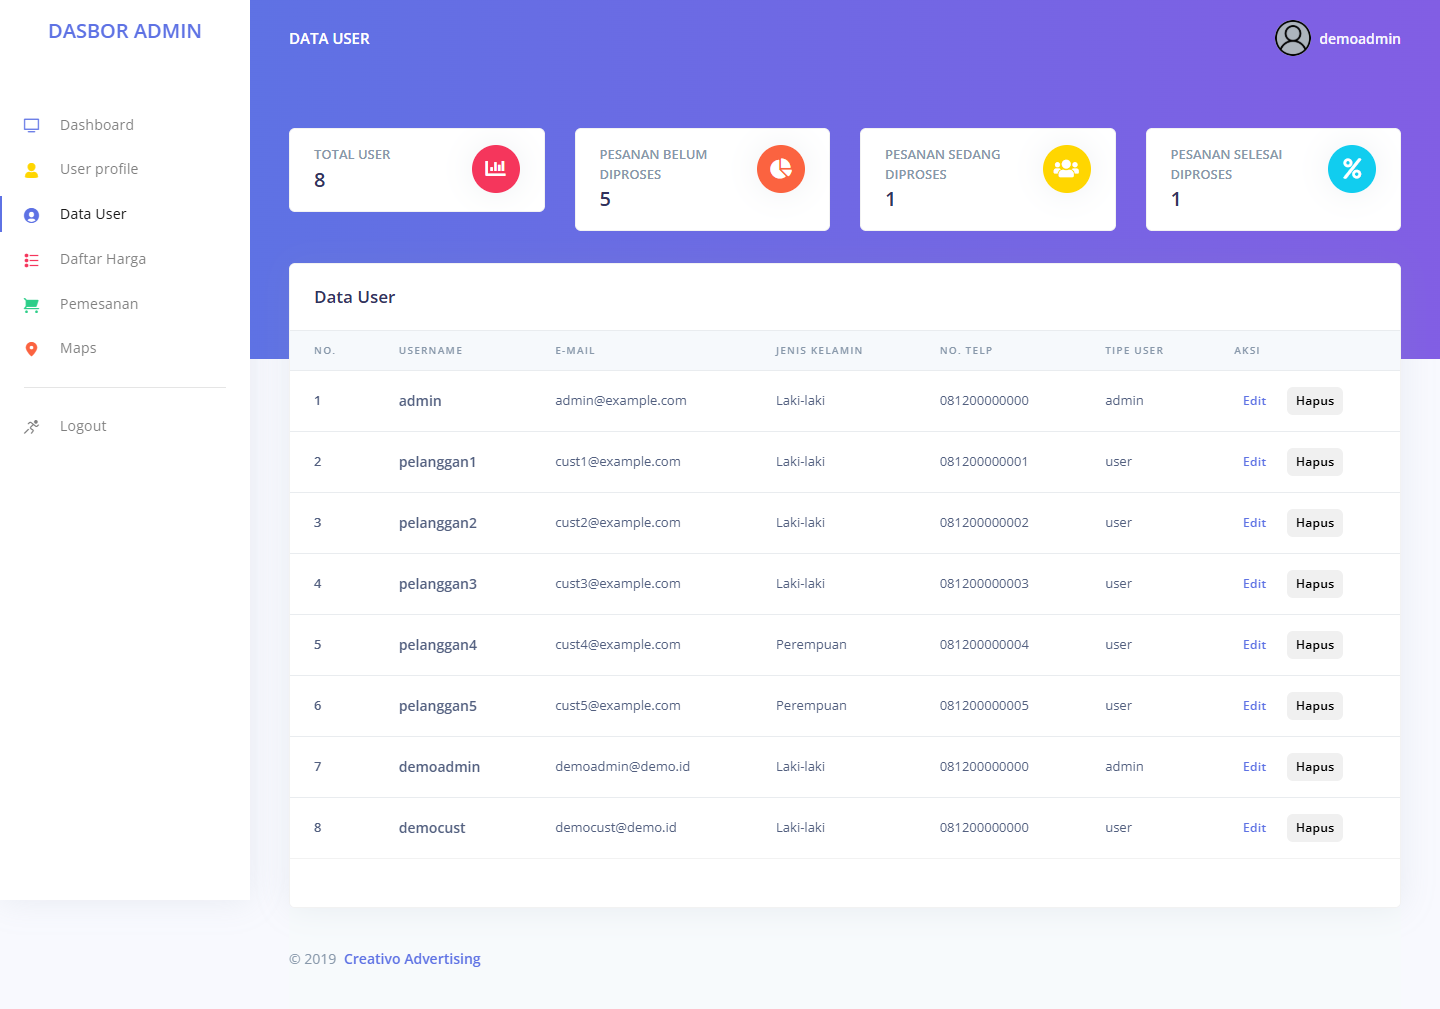 DASBOR ADMIN
Dashboard
User profile
Data User
Daftar Harga
Pemesanan
Maps
Logout
DATA USER
demoadmin
TOTAL USER
8
PESANAN BELUM
DIPROSES
5
PESANAN SEDANG
DIPROSES
1
PESANAN SELESAI
DIPROSES
1
Data User
NO. USERNAME E-MAIL JENIS KELAMIN NO. TELP TIPE USER AKSI
1 admin admin@example.com Laki-laki 081200000000 admin Edit Hapus
2 pelanggan1 cust1@example.com Laki-laki 081200000001 user Edit Hapus
3 pelanggan2 cust2@example.com Laki-laki 081200000002 user Edit Hapus
4 pelanggan3 cust3@example.com Laki-laki 081200000003 user Edit Hapus
5 pelanggan4 cust4@example.com Perempuan 081200000004 user Edit Hapus
6 pelanggan5 cust5@example.com Perempuan 081200000005 user Edit Hapus
7 demoadmin demoadmin@demo.id Laki-laki 081200000000 admin Edit Hapus
8 democust democust@demo.id Laki-laki 081200000000 user Edit Hapus
© 2019 Creativo Advertising